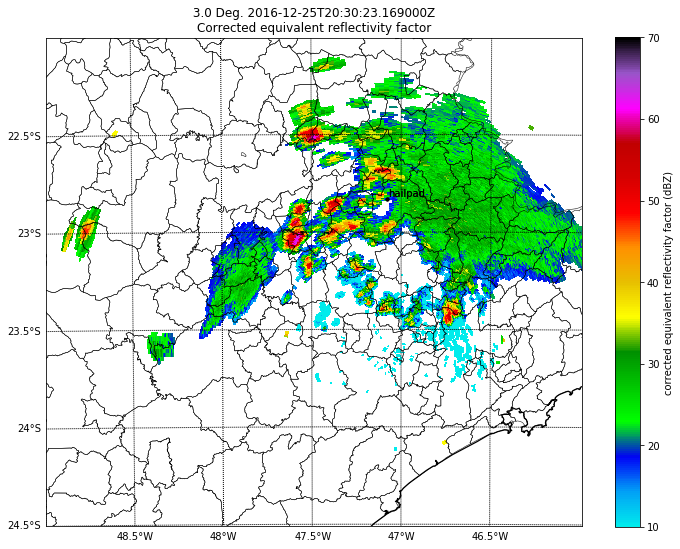 3.0 Deg. 2016-12-25T20:30:23.169000Z
Corrected equivalent reflectivity factor
22.5°S
23°S
23.5°S
24°S
24.5°S
48.5°W
48°W
47.5°W
47°W
46.5°W
hailpad
70
60
50
40
30
20
10
corrected equivalent reflectivity factor (dBZ)